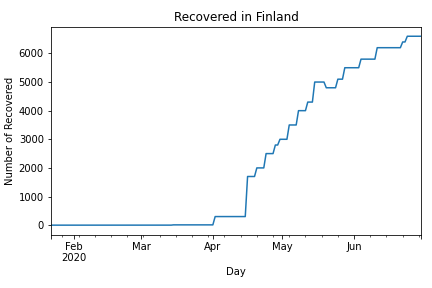 Recovered in Finland
Number of Recovered
6000
5000
4000
3000
2000
1000
0
Feb
2020
Mar
Apr
May
Jun
Day